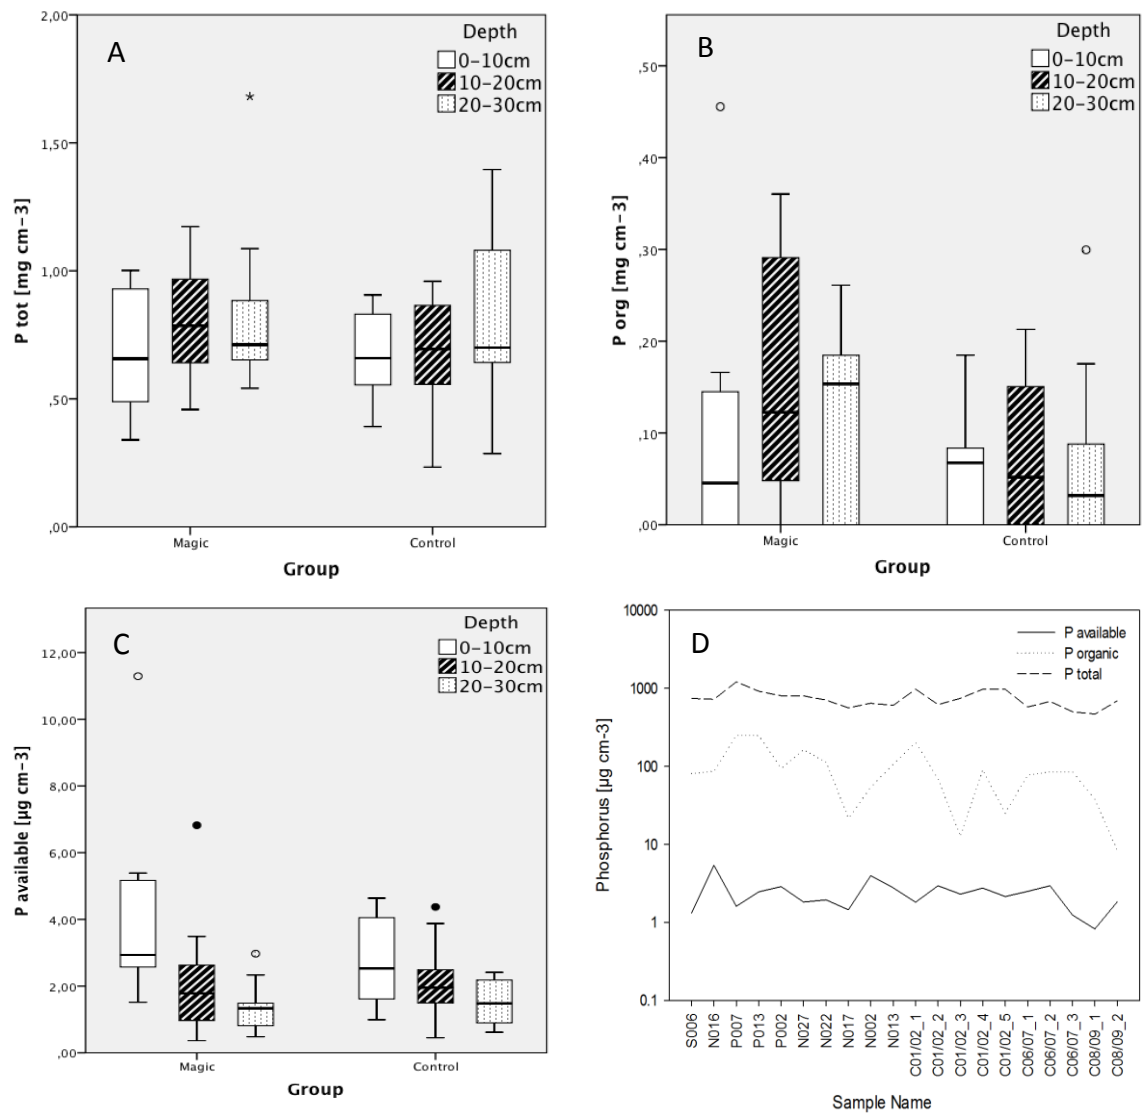 A
Depth
0–10cm
10–20cm
20–30cm
2,00
1,50
1,00
,50
,00
P tot [mg cm–3]
*
Magic
Control
Group
B
Depth
0–10cm
10–20cm
20–30cm
,50
,40
,30
,20
,10
,00
P org [mg cm–3]
Magic
Control
Group
C
Depth
0–10cm
10–20cm
20–30cm
12,00
10,00
8,00
6,00
4,00
2,00
,00
P available [µg cm–3]
Magic
Control
Group
D
P available
P organic
P total
10000
1000
100
10
1
0.1
Phosphorus [µg cm-3]
S006
N016
P007
P013
P002
N027
N022
N017
N002
N013
C01/02_1
C01/02_2
C01/02_3
C01/02_4
C01/02_5
C06/07_1
C06/07_2
C06/07_3
C08/09_1
C08/09_2
Sample Name